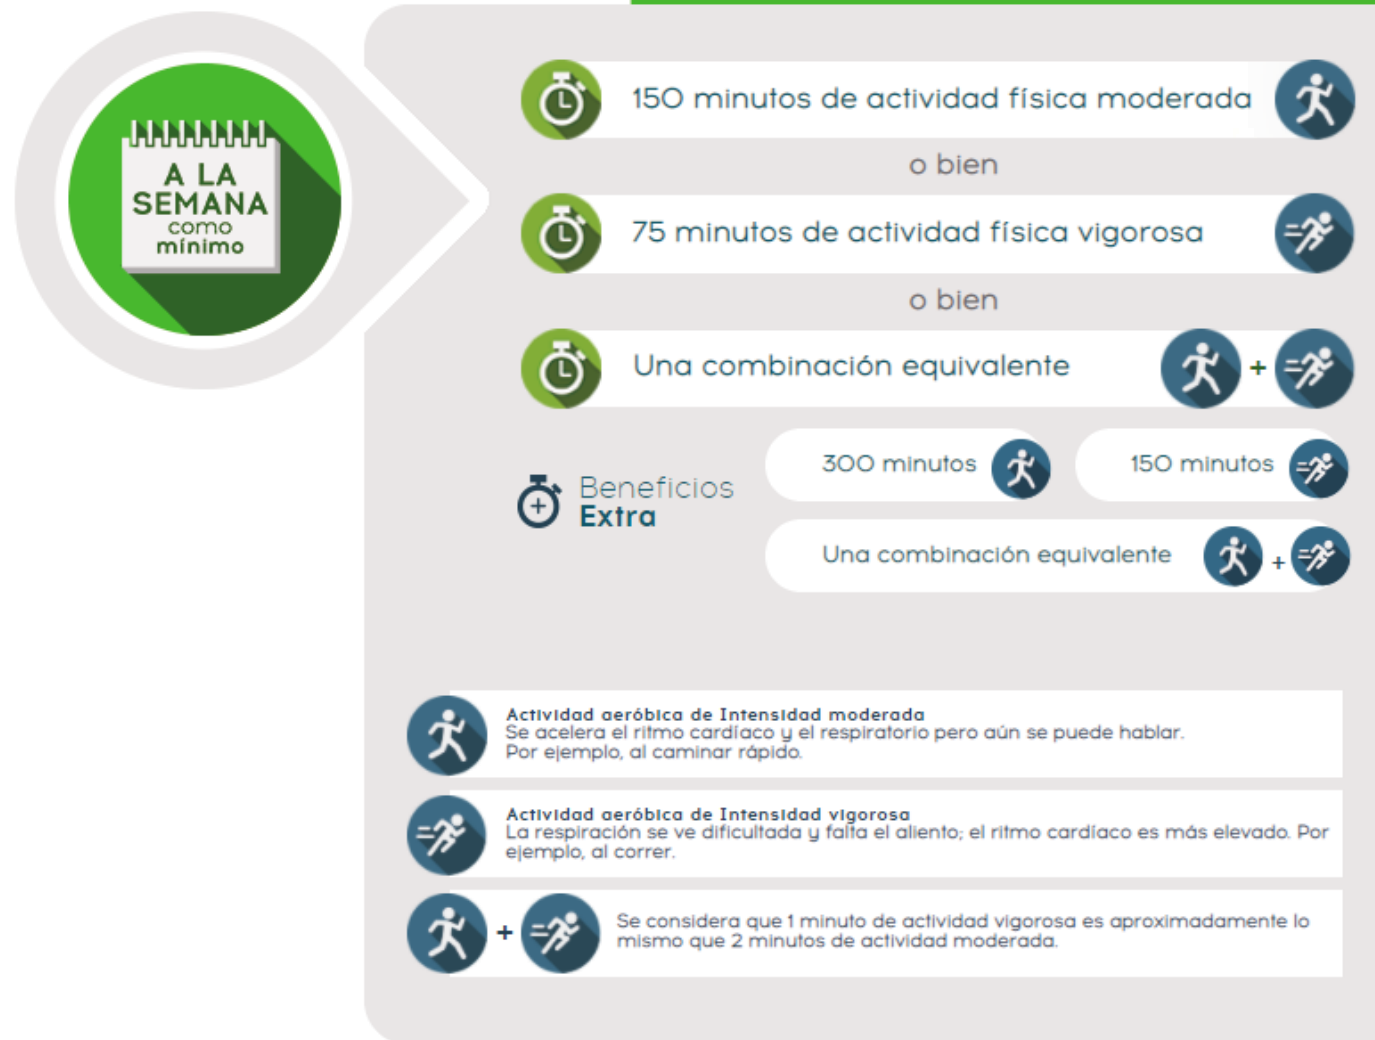 A LA
SEMANA
como
mínimo
150 minutos de actividad física moderada
o bien
75 minutos de actividad física vigorosa
o bien
Una combinación equivalente
+
Beneficios
Extra
300 minutos
150 minutos
Una combinación equivalente
+
Actividad aeróbica de Intensidad moderada
Se acelera el ritmo cardíaco y el respiratorio pero aún se puede hablar.
Por ejemplo, al caminar rápido.
Actividad aeróbica de Intensidad vigorosa
La respiración se ve dificultada y falta el aliento; el ritmo cardíaco es más elevado. Por
ejemplo, al correr.
+
Se considera que 1 minuto de actividad vigorosa es aproximadamente lo
mismo que 2 minutos de actividad moderada.